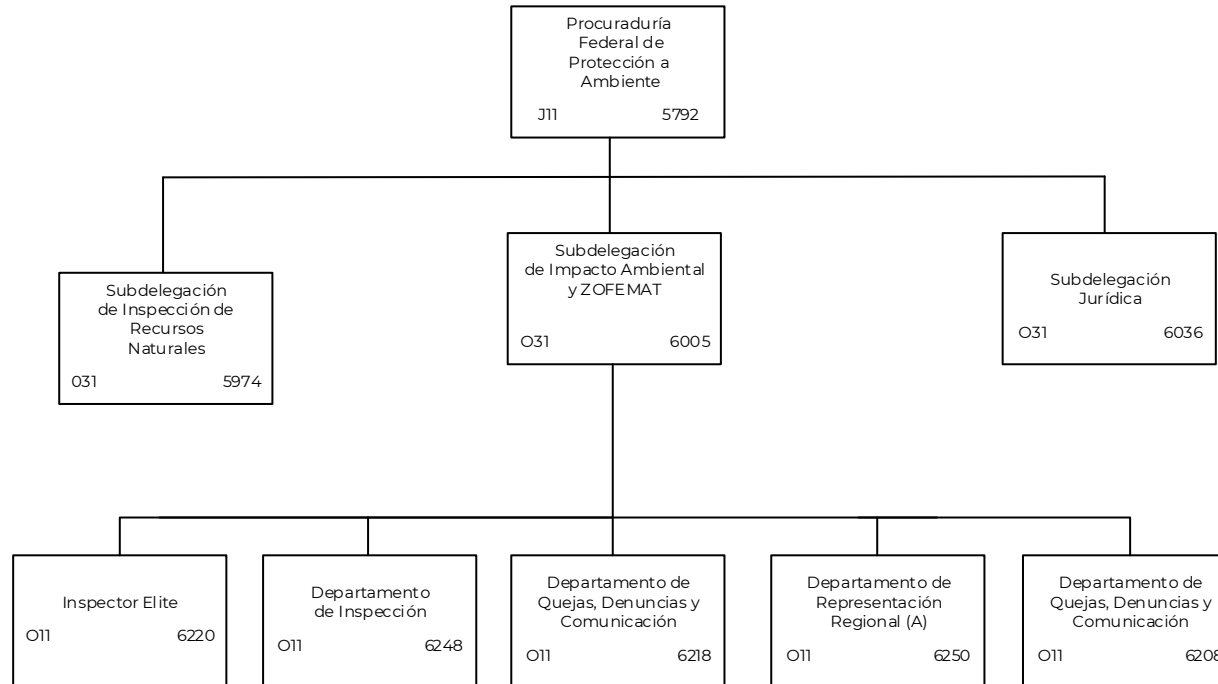 Procuraduría
Federal de
Protección a
Ambiente
J11 5792
Subdelegación
de Inspección de
Recursos
Naturales
031 5974
Subdelegación
de Impacto Ambiental
y ZOFEMAT
O31 6005
Subdelegación
Jurídica
O31 6036
Inspector Elite
O11 6220
Departamento
de Inspección
O11 6248
Departamento de
Quejas, Denuncias y
Comunicación
O11 6218
Departamento de
Representación
Regional (A)
O11 6250
Departamento de
Quejas, Denuncias y
Comunicación
O11 6208